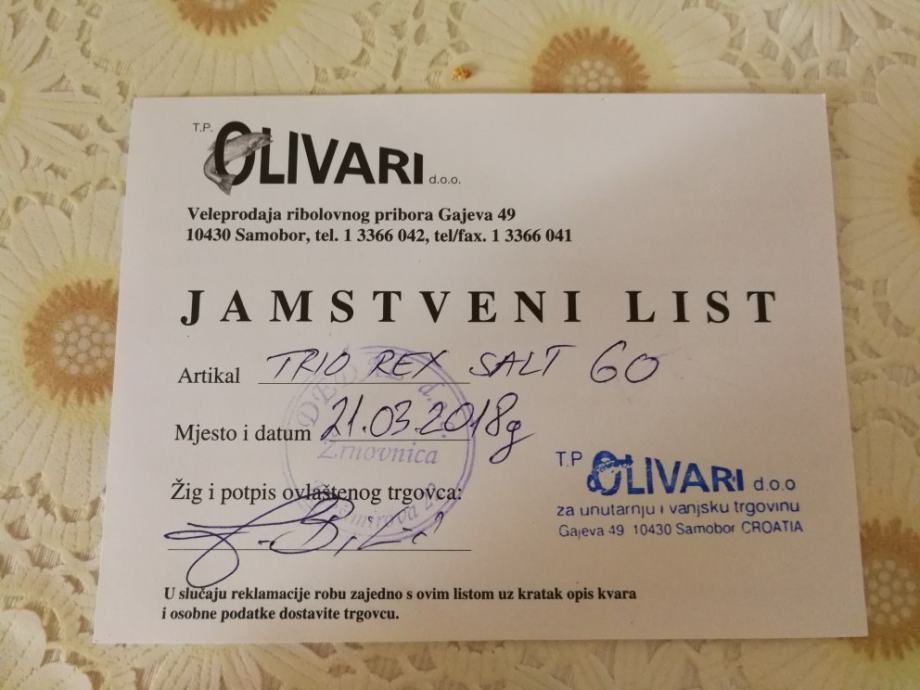 T.P. OLIVARI d.o.o.
Veleprodaja ribolovnog pribora Gajeva 49
10430 Samobor, tel. 1 3366 042, tel/fax. 1 3366 041
JAMSTVENI LIST
Artikal TRIO REX SALT 60
Mjesto i datum 21.03.2018g
d.o.o.
Žrnovnica
Žig i potpis ovlaštenog trgovca:
T.P OLIVARI d.o.o
za unutarnju i vanjsku trgovinu
Gajeva 49 10430 Samobor CROATIA
U slučaju reklamacije robu zajedno s ovim listom uz kratak opis kvara
i osobne podatke dostavite trgovcu.